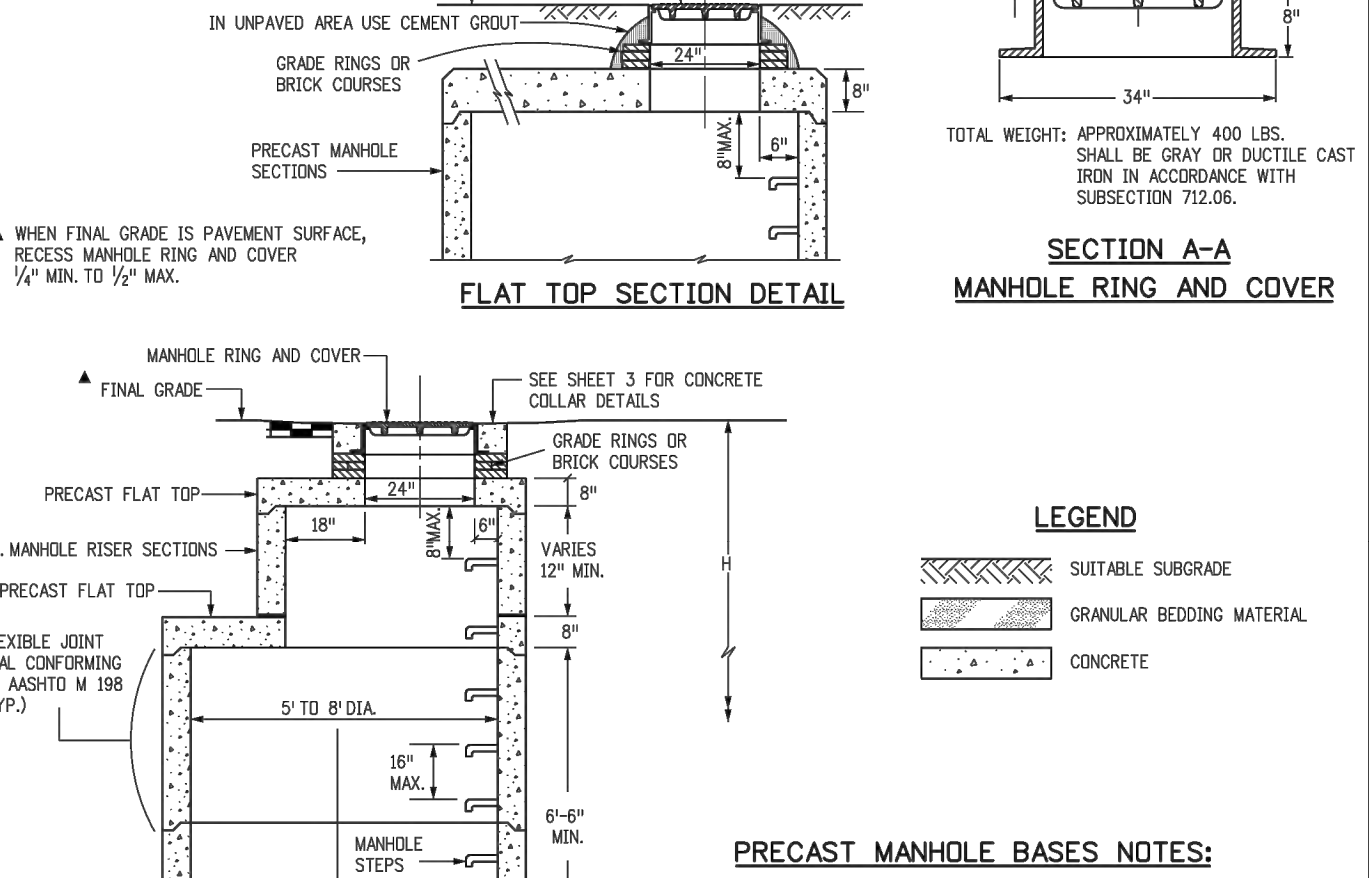 IN UNPAVED AREA USE CEMENT GROUT
GRADE RINGS OR
BRICK COURSES
24"
8"
PRECAST MANHOLE
SECTIONS
8"MAX.
6"
▲ WHEN FINAL GRADE IS PAVEMENT SURFACE,
RECESS MANHOLE RING AND COVER
1/4" MIN. TO 1/2" MAX.
FLAT TOP SECTION DETAIL
8"
34"
TOTAL WEIGHT: APPROXIMATELY 400 LBS.
SHALL BE GRAY OR DUCTILE CAST
IRON IN ACCORDANCE WITH
SUBSECTION 712.06.
SECTION A-A
MANHOLE RING AND COVER
MANHOLE RING AND COVER
▲ FINAL GRADE
SEE SHEET 3 FOR CONCRETE
COLLAR DETAILS
GRADE RINGS OR
BRICK COURSES
PRECAST FLAT TOP
24"
8"
18"
8"MAX.
6"
. MANHOLE RISER SECTIONS
VARIES
12" MIN.
H
PRECAST FLAT TOP
8"
EXIBLE JOINT
AL CONFORMING
AASHTO M 198
YP.)
5' TO 8' DIA.
16"
MAX.
6'-6"
MIN.
MANHOLE
STEPS
LEGEND
SUITABLE SUBGRADE
GRANULAR BEDDING MATERIAL
CONCRETE
PRECAST MANHOLE BASES NOTES: